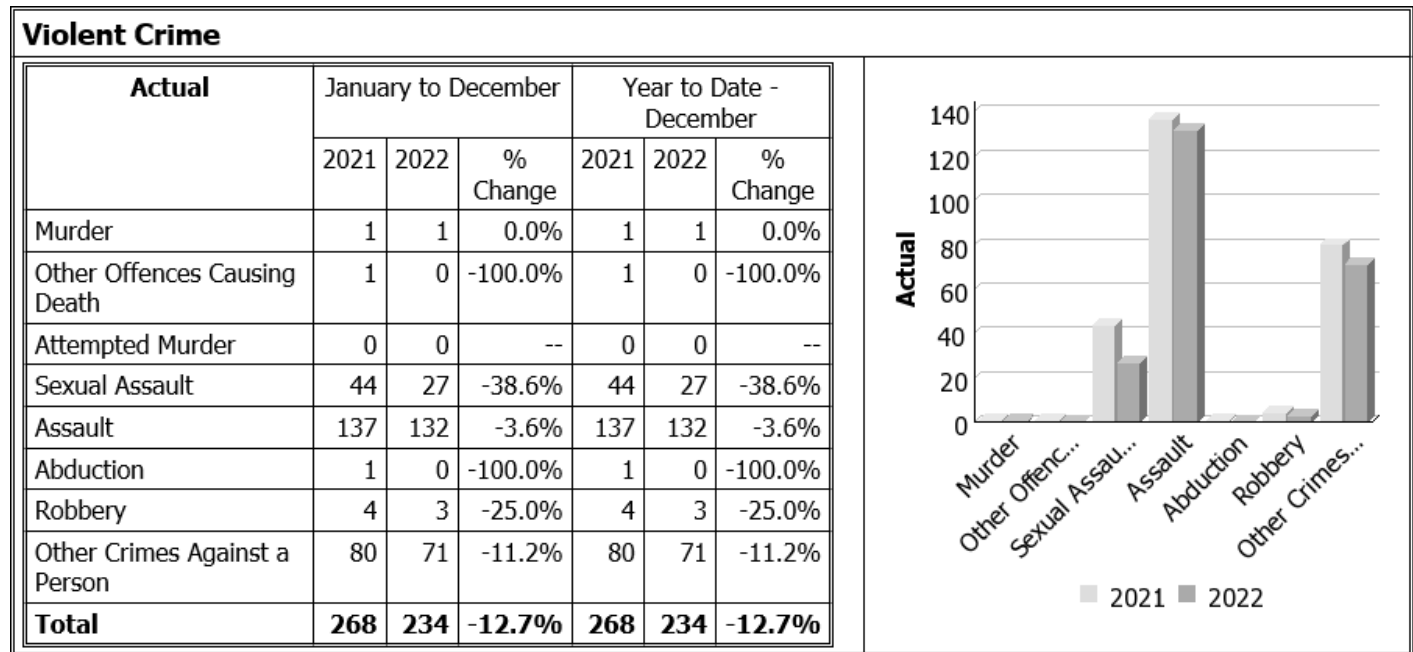 Violent Crime
Actual January to December Year to Date -
December
2021 2022 % 2021 2022 %
Change Change
Murder 1 1 0.0% 1 1 0.0%
Other Offences Causing 1 0 -100.0% 1 0 -100.0%
Death
Attempted Murder 0 0 -- 0 0 --
Sexual Assault 44 27 -38.6% 44 27 -38.6%
Assault 137 132 -3.6% 137 132 -3.6%
Abduction 1 0 -100.0% 1 0 -100.0%
Robbery 4 3 -25.0% 4 3 -25.0%
Other Crimes Against a 80 71 -11.2% 80 71 -11.2%
Person
Total 268 234 -12.7% 268 234 -12.7%
Actual
140
120
100
80
60
40
20
0
Murder
Other Offenc...
Sexual Assau...
Assault
Abduction
Robbery
Other Crimes...
2021 2022